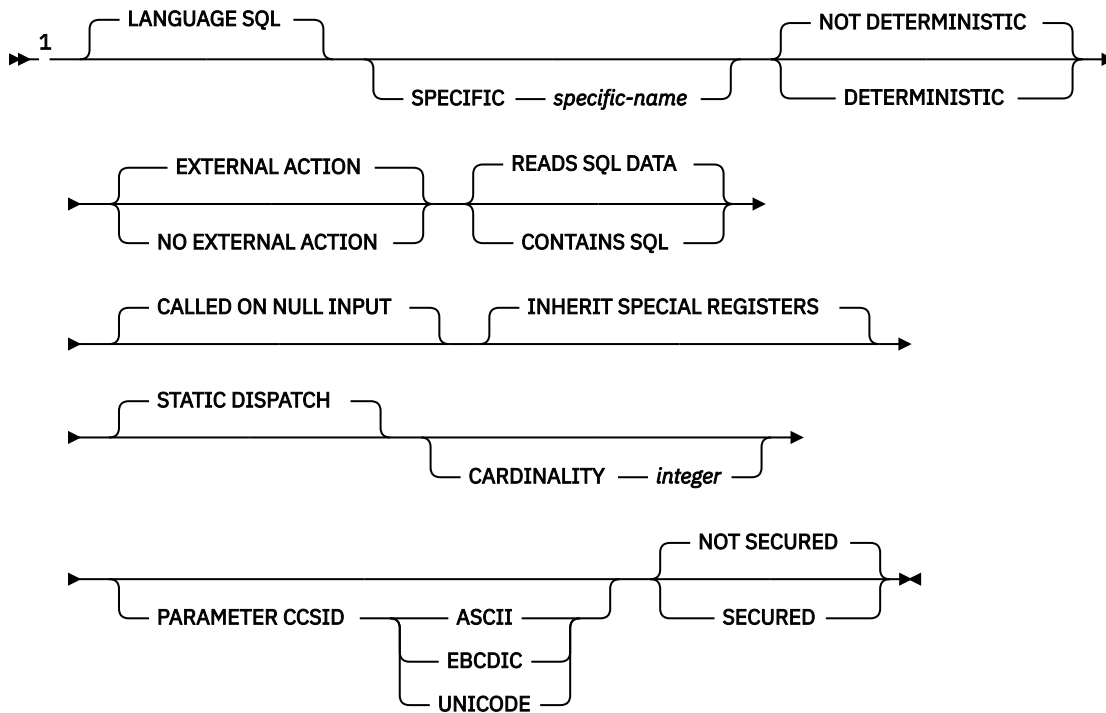 LANGUAGE SQL NOT DETERMINISTIC
1
SPECIFIC specific-name DETERMINISTIC
EXTERNAL ACTION READS SQL DATA
NO EXTERNAL ACTION CONTAINS SQL
CALLED ON NULL INPUT INHERIT SPECIAL REGISTERS
STATIC DISPATCH
CARDINALITY integer
NOT SECURED
PARAMETER CCSID ASCII SECURED
EBCDIC
UNICODE